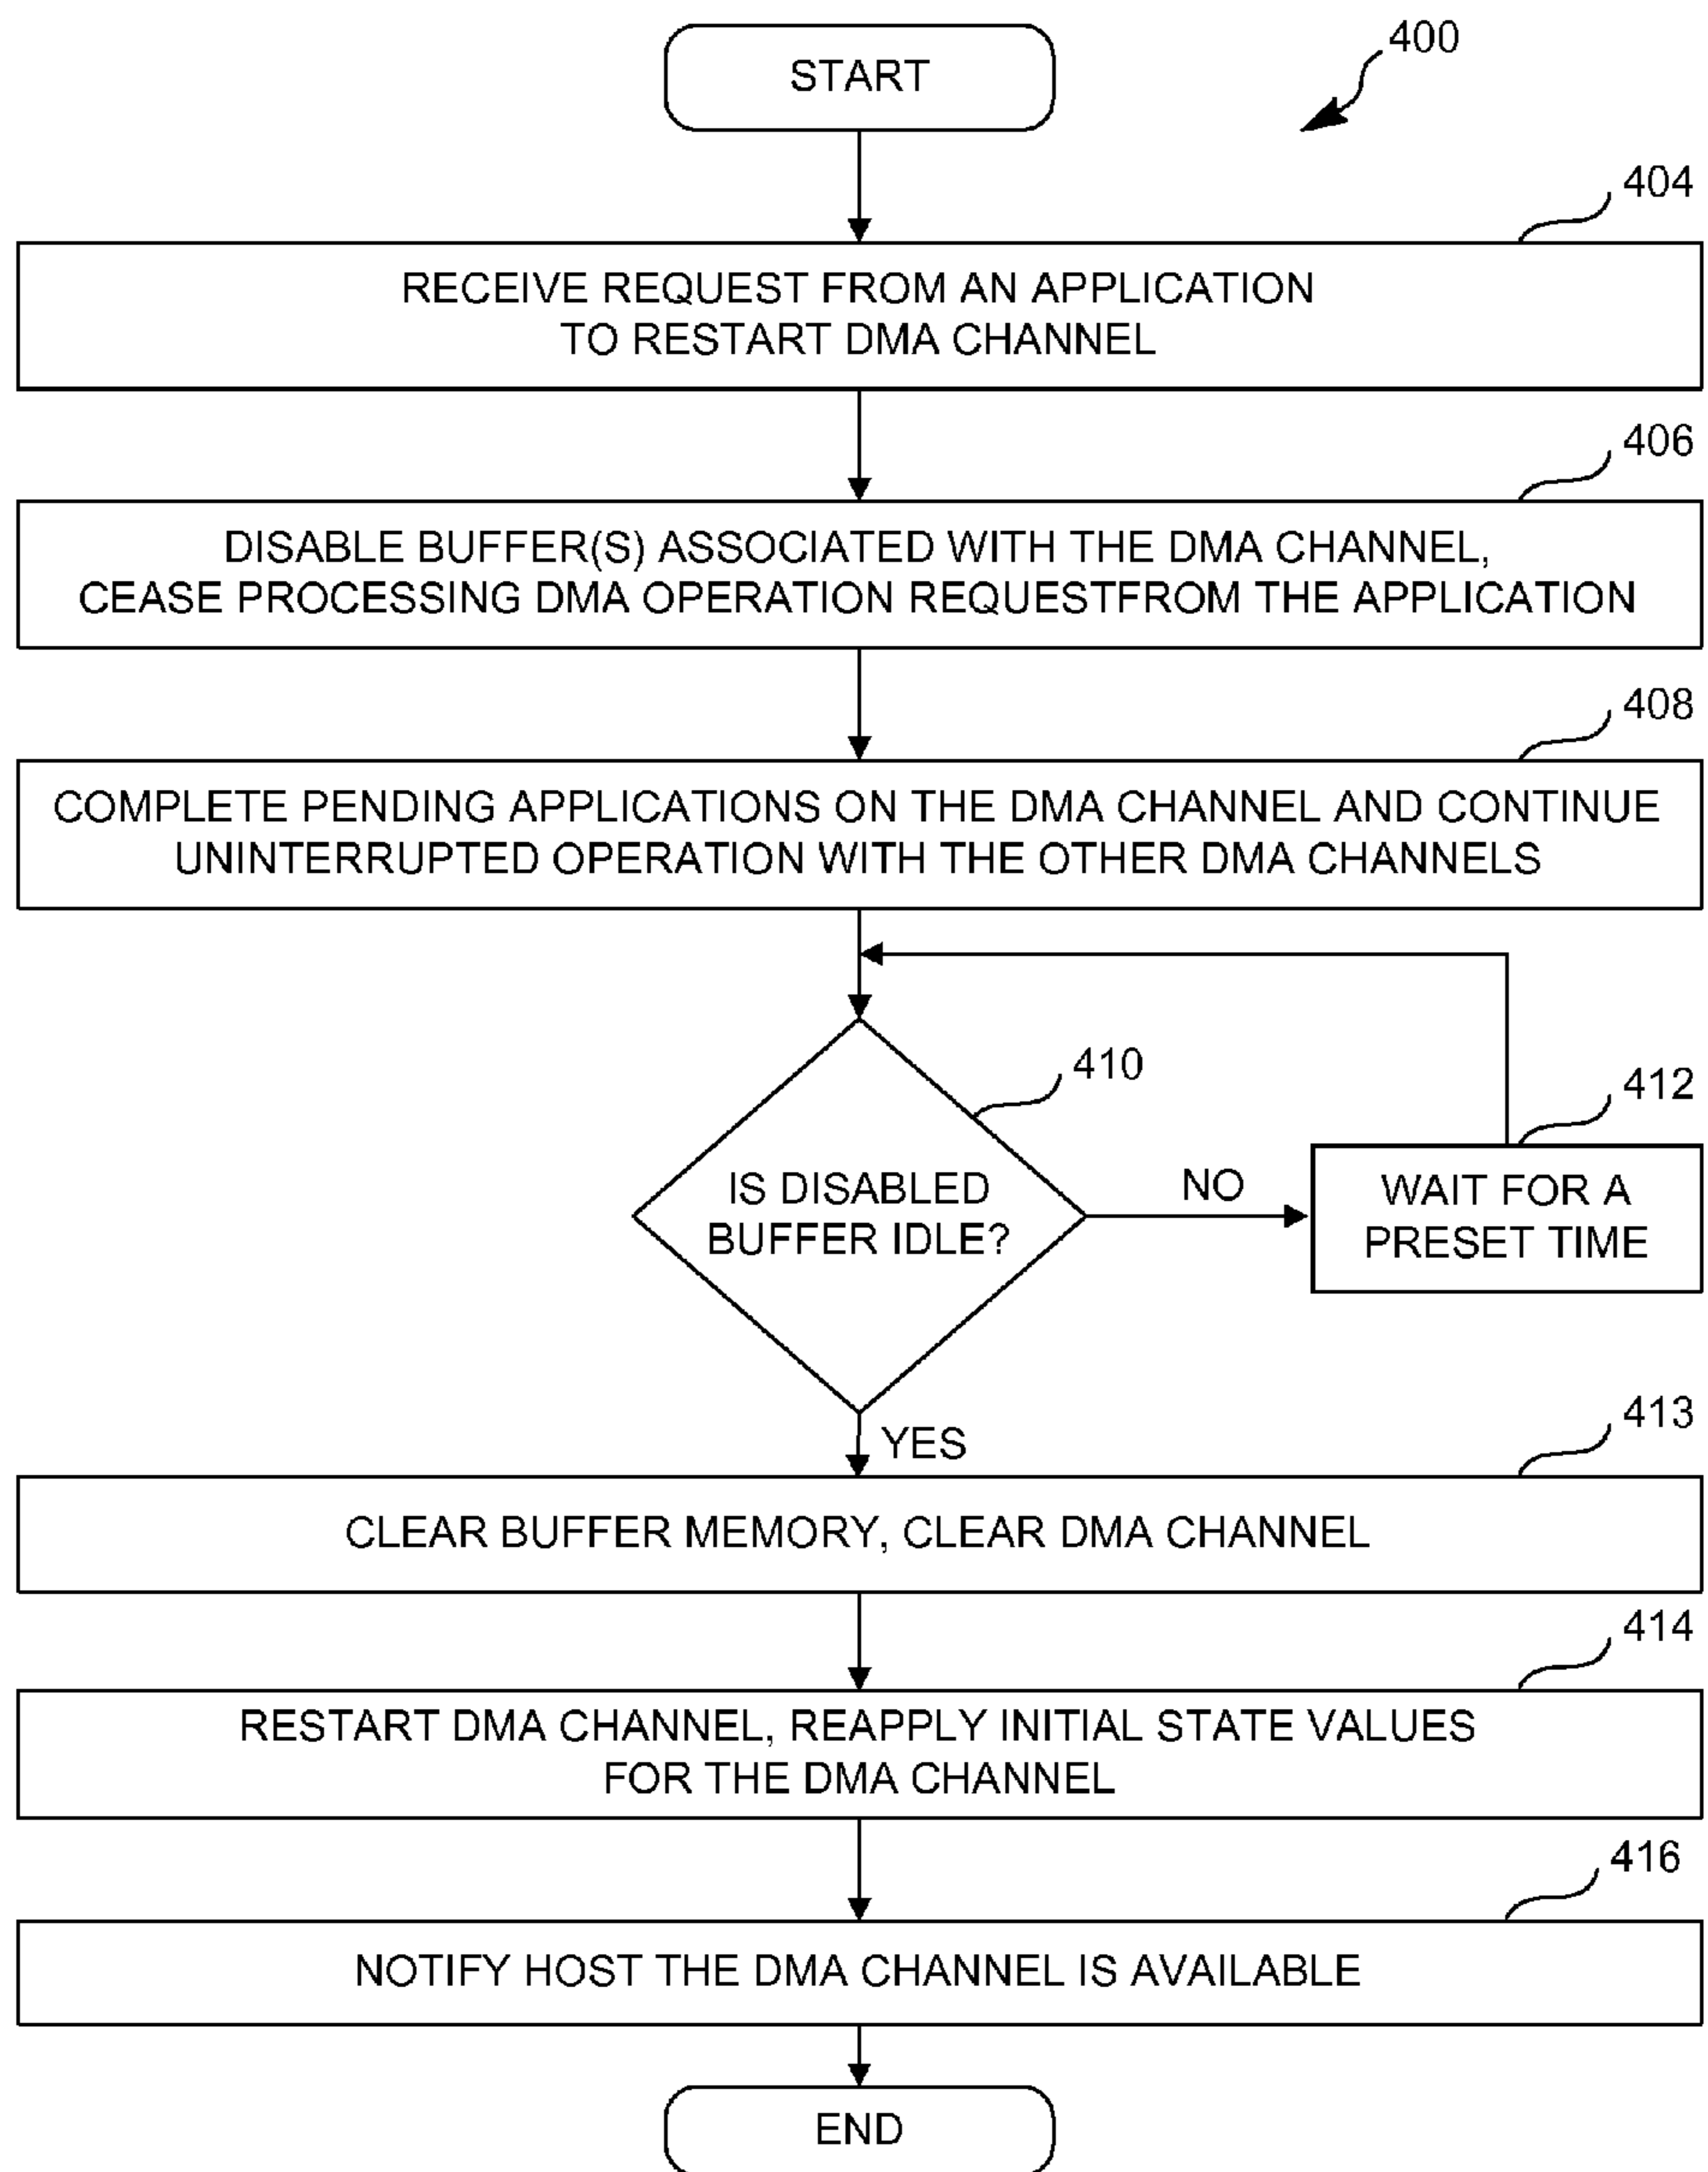 START
400
404
RECEIVE REQUEST FROM AN APPLICATION
TO RESTART DMA CHANNEL
406
DISABLE BUFFER(S) ASSOCIATED WITH THE DMA CHANNEL,
CEASE PROCESSING DMA OPERATION REQUESTFROM THE APPLICATION
408
COMPLETE PENDING APPLICATIONS ON THE DMA CHANNEL AND CONTINUE
UNINTERRUPTED OPERATION WITH THE OTHER DMA CHANNELS
410
IS DISABLED
BUFFER IDLE?
NO
412
WAIT FOR A
PRESET TIME
YES
413
CLEAR BUFFER MEMORY, CLEAR DMA CHANNEL
414
RESTART DMA CHANNEL, REAPPLY INITIAL STATE VALUES
FOR THE DMA CHANNEL
416
NOTIFY HOST THE DMA CHANNEL IS AVAILABLE
END